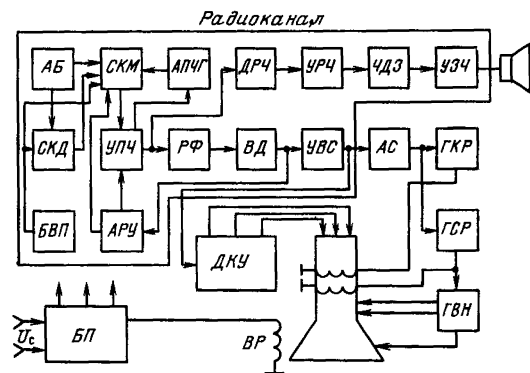 Радиоканал
АБ СКМ АПЧГ ДРЧ УРЧ ЧДЗ УЗЧ
СКД УПЧ РФ ВД УВС АС ГКР
БВП АРУ ДКУ ГСР
Uc БП ВР ГВН